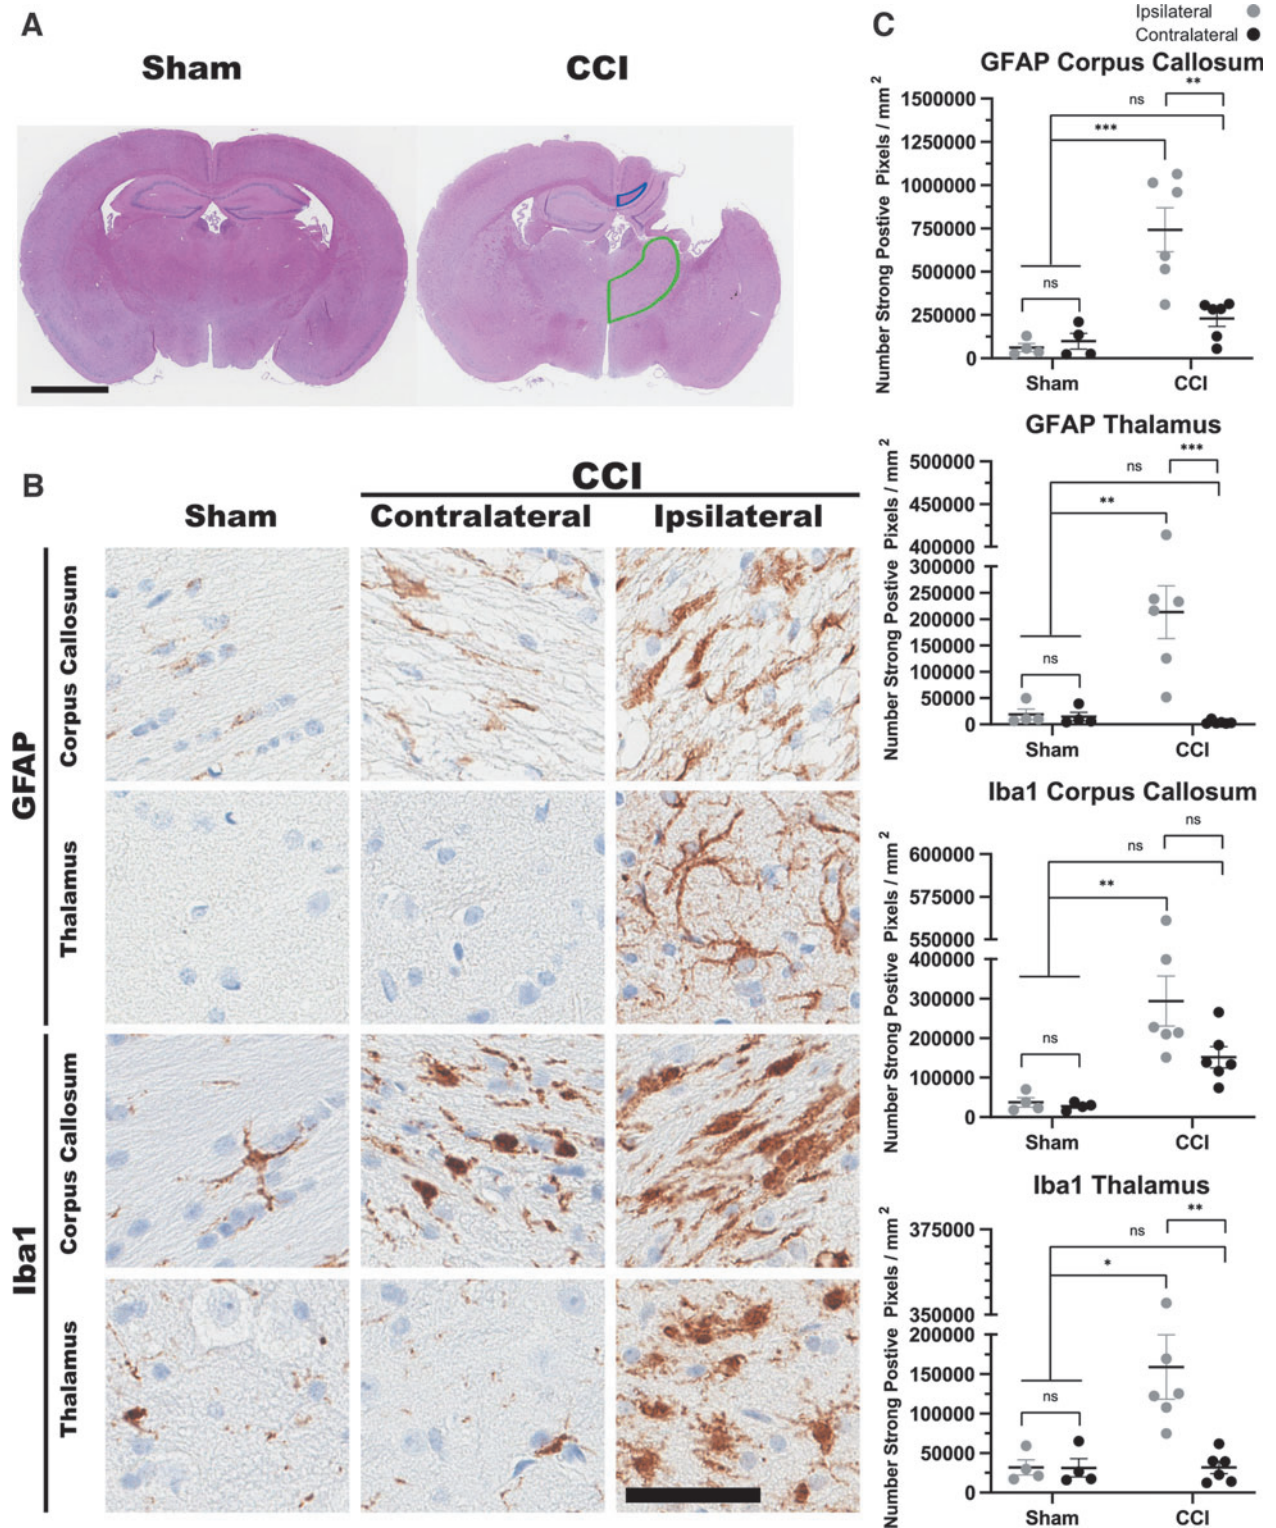 A
Sham
CCI
B
CCI
Sham
Contralateral
Ipsilateral
GFAP
Corpus Callosum
Thalamus
Iba1
Corpus Callosum
Thalamus
C
Ipsilateral
Contralateral
GFAP Corpus Callosum
Number Strong Postive Pixels / mm2
1500000
1250000
1000000
750000
500000
250000
0
ns
**
***
ns
Sham
CCI
GFAP Thalamus
Number Strong Postive Pixels / mm2
500000
450000
400000
300000
250000
200000
150000
100000
50000
0
ns
***
**
ns
Sham
CCI
Iba1 Corpus Callosum
Number Strong Postive Pixels / mm2
600000
575000
550000
400000
300000
200000
100000
0
ns
ns
**
ns
Sham
CCI
Iba1 Thalamus
Number Strong Postive Pixels / mm2
375000
350000
200000
150000
100000
50000
0
ns
**
*
ns
Sham
CCI